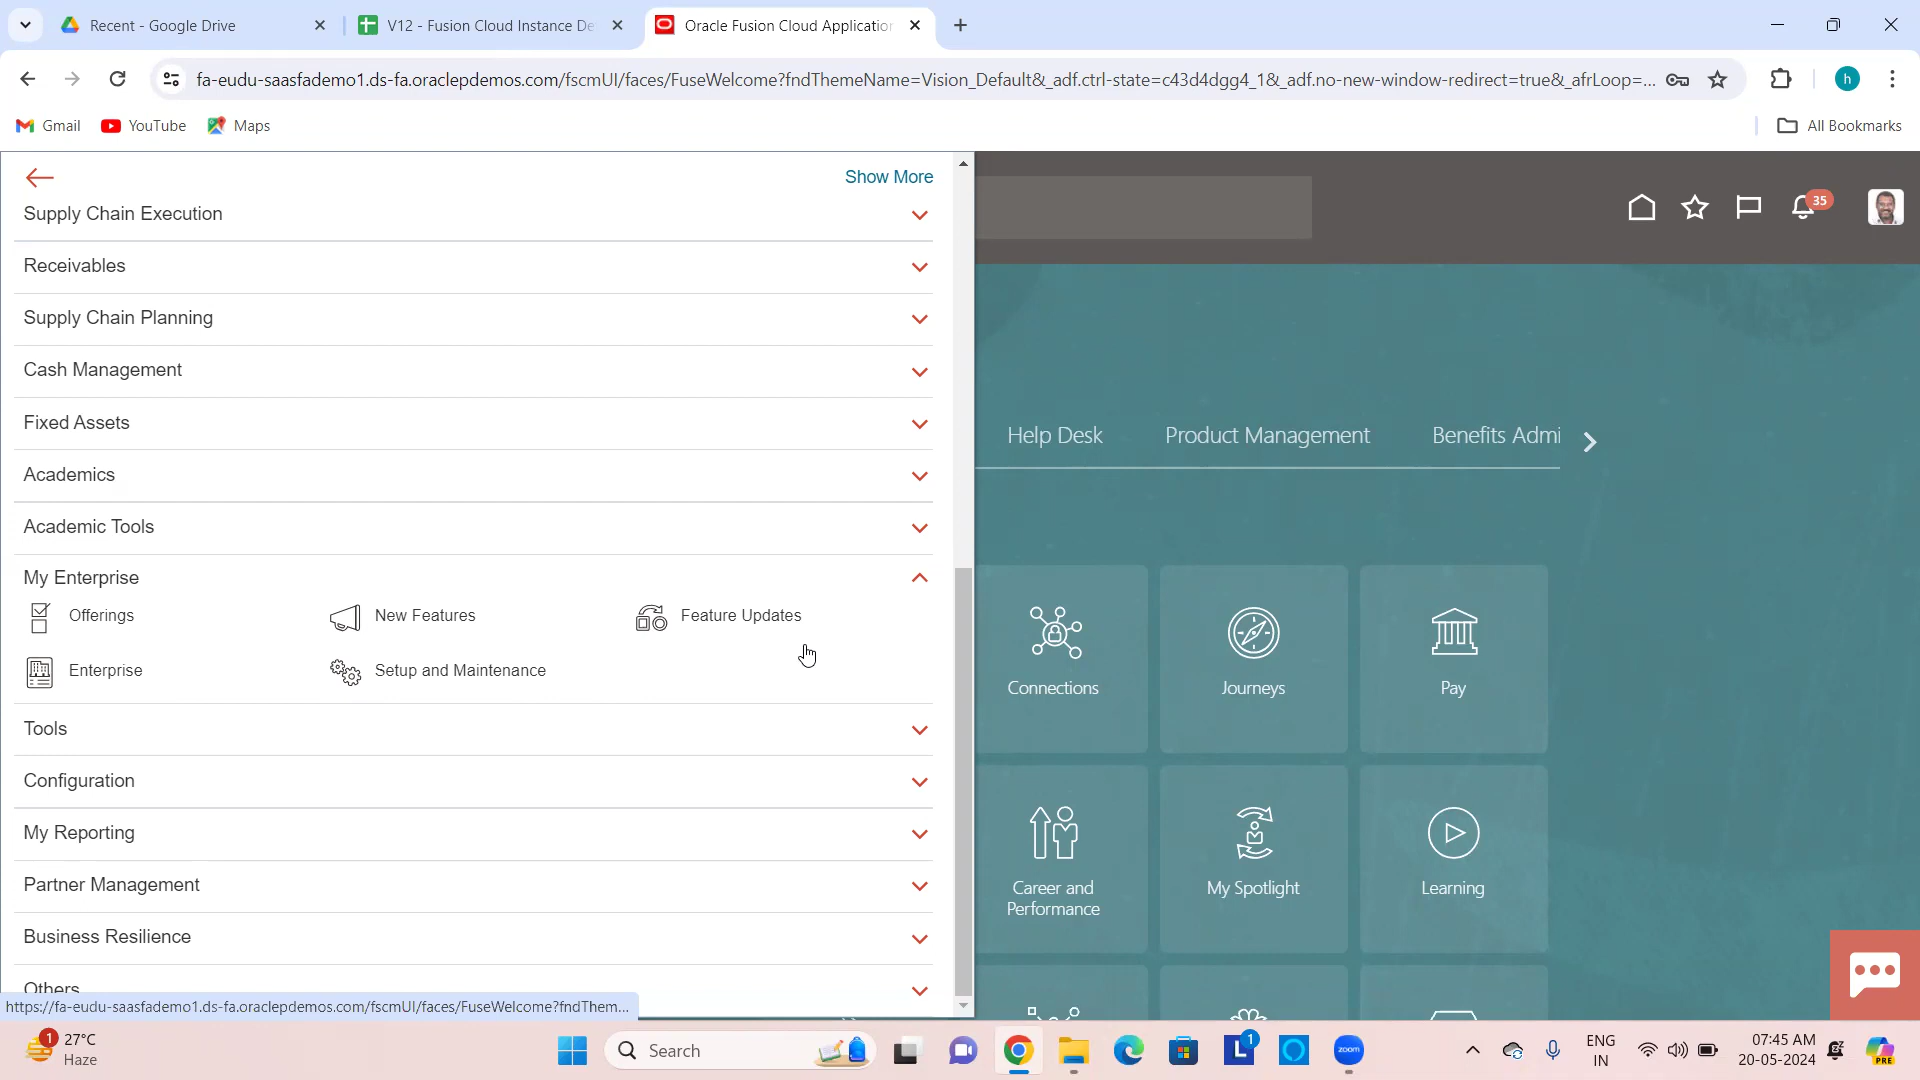 Recent - Google Drive
V12 - Fusion Cloud Instance De
Oracle Fusion Cloud Application
fa-eudu-saasfademo1.ds-fa.oraclepdemos.com/fscmUI/faces/FuseWelcome?fndThemeName=Vision_Default&_adf.ctrl-state=c43d4dgg4_1&_adf.no-new-window-redirect=true&_afrLoop=...
h
Gmail
YouTube
Maps
All Bookmarks
Show More
Supply Chain Execution
Receivables
Supply Chain Planning
Cash Management
Fixed Assets
Academics
Academic Tools
My Enterprise
Offerings
New Features
Feature Updates
Enterprise
Setup and Maintenance
Tools
Configuration
My Reporting
Partner Management
Business Resilience
Others
https://fa-eudu-saasfademo1.ds-fa.oraclepdemos.com/fscmUI/faces/FuseWelcome?fndThem...
35
Help Desk
Product Management
Benefits Admi
Connections
Journeys
Pay
Career and
Performance
My Spotlight
Learning
1
27°C
Haze
Search
L
1
zoom
ENG
IN
07:45 AM
20-05-2024
PRE